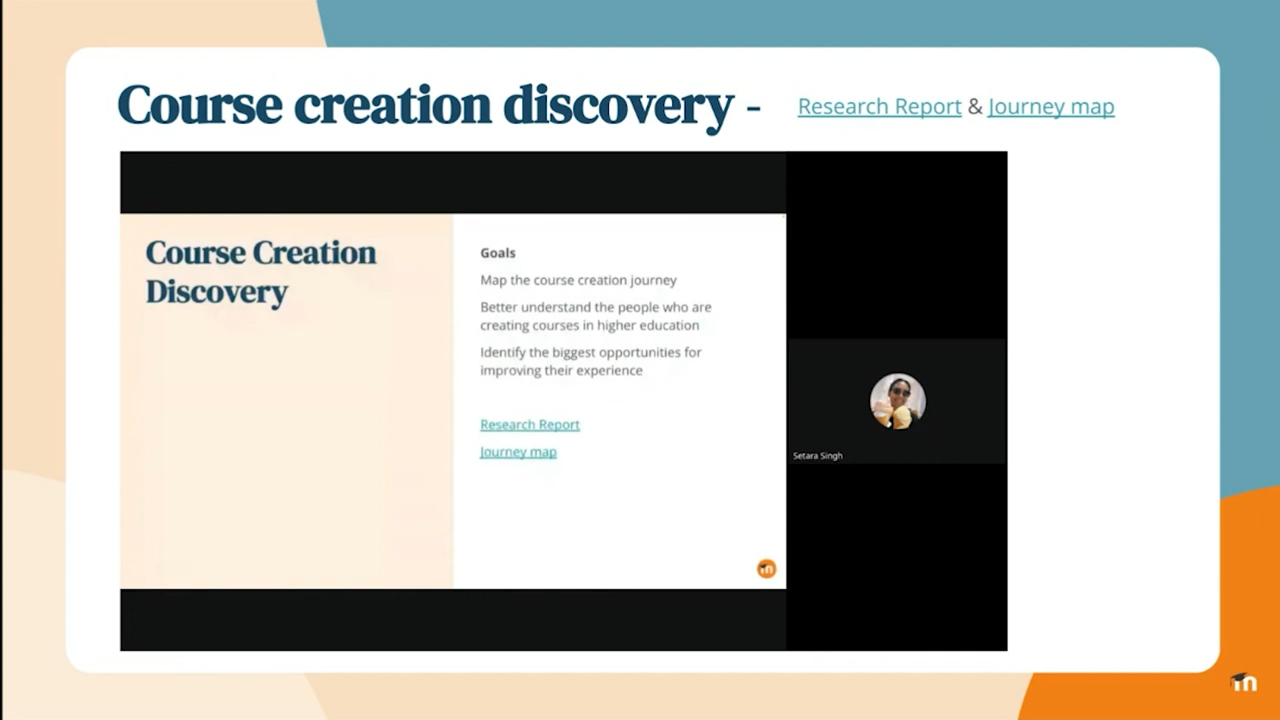 Course creation discovery - Research Report & Journey map
Course Creation
Discovery
Goals
Map the course creation journey
Better understand the people who are
creating courses in higher education
Identify the biggest opportunities for
improving their experience
Research Report
Journey map
Setara Singh
m
m